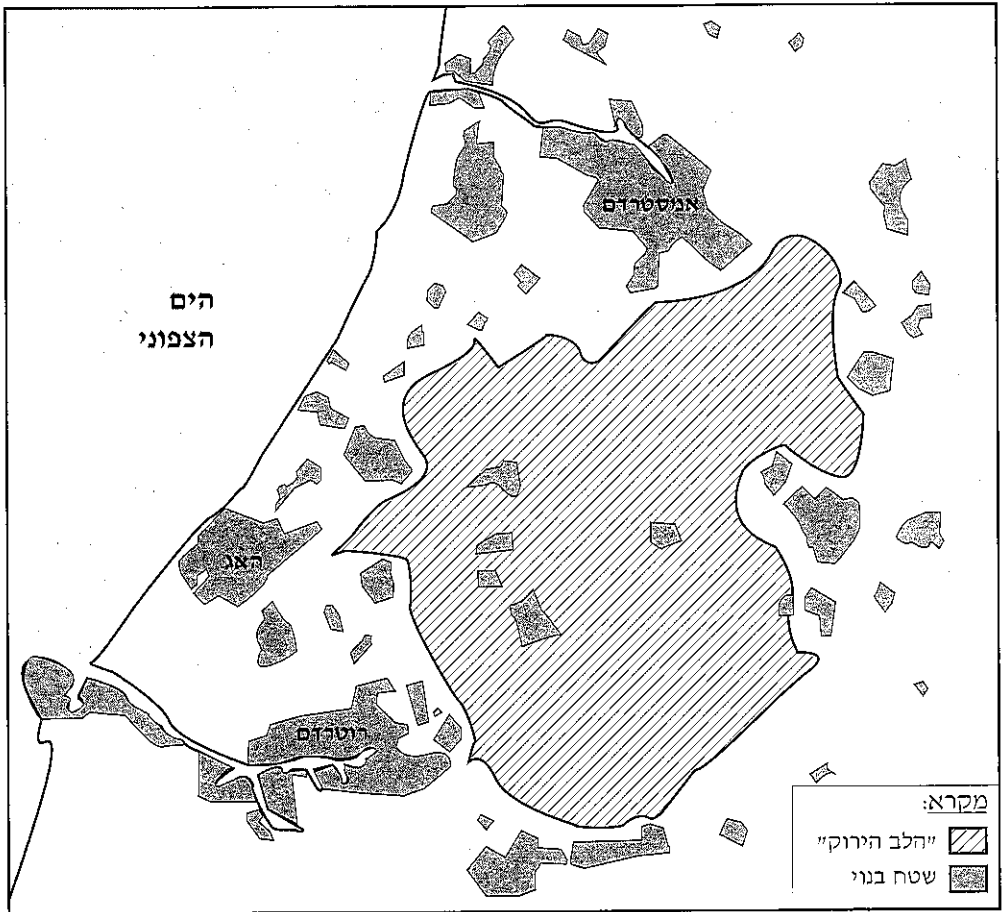 אמסטרדם
הים
הצפוני
האג
רוטרדם
מקרא:
"הלב הירוק"
שטח בנוי